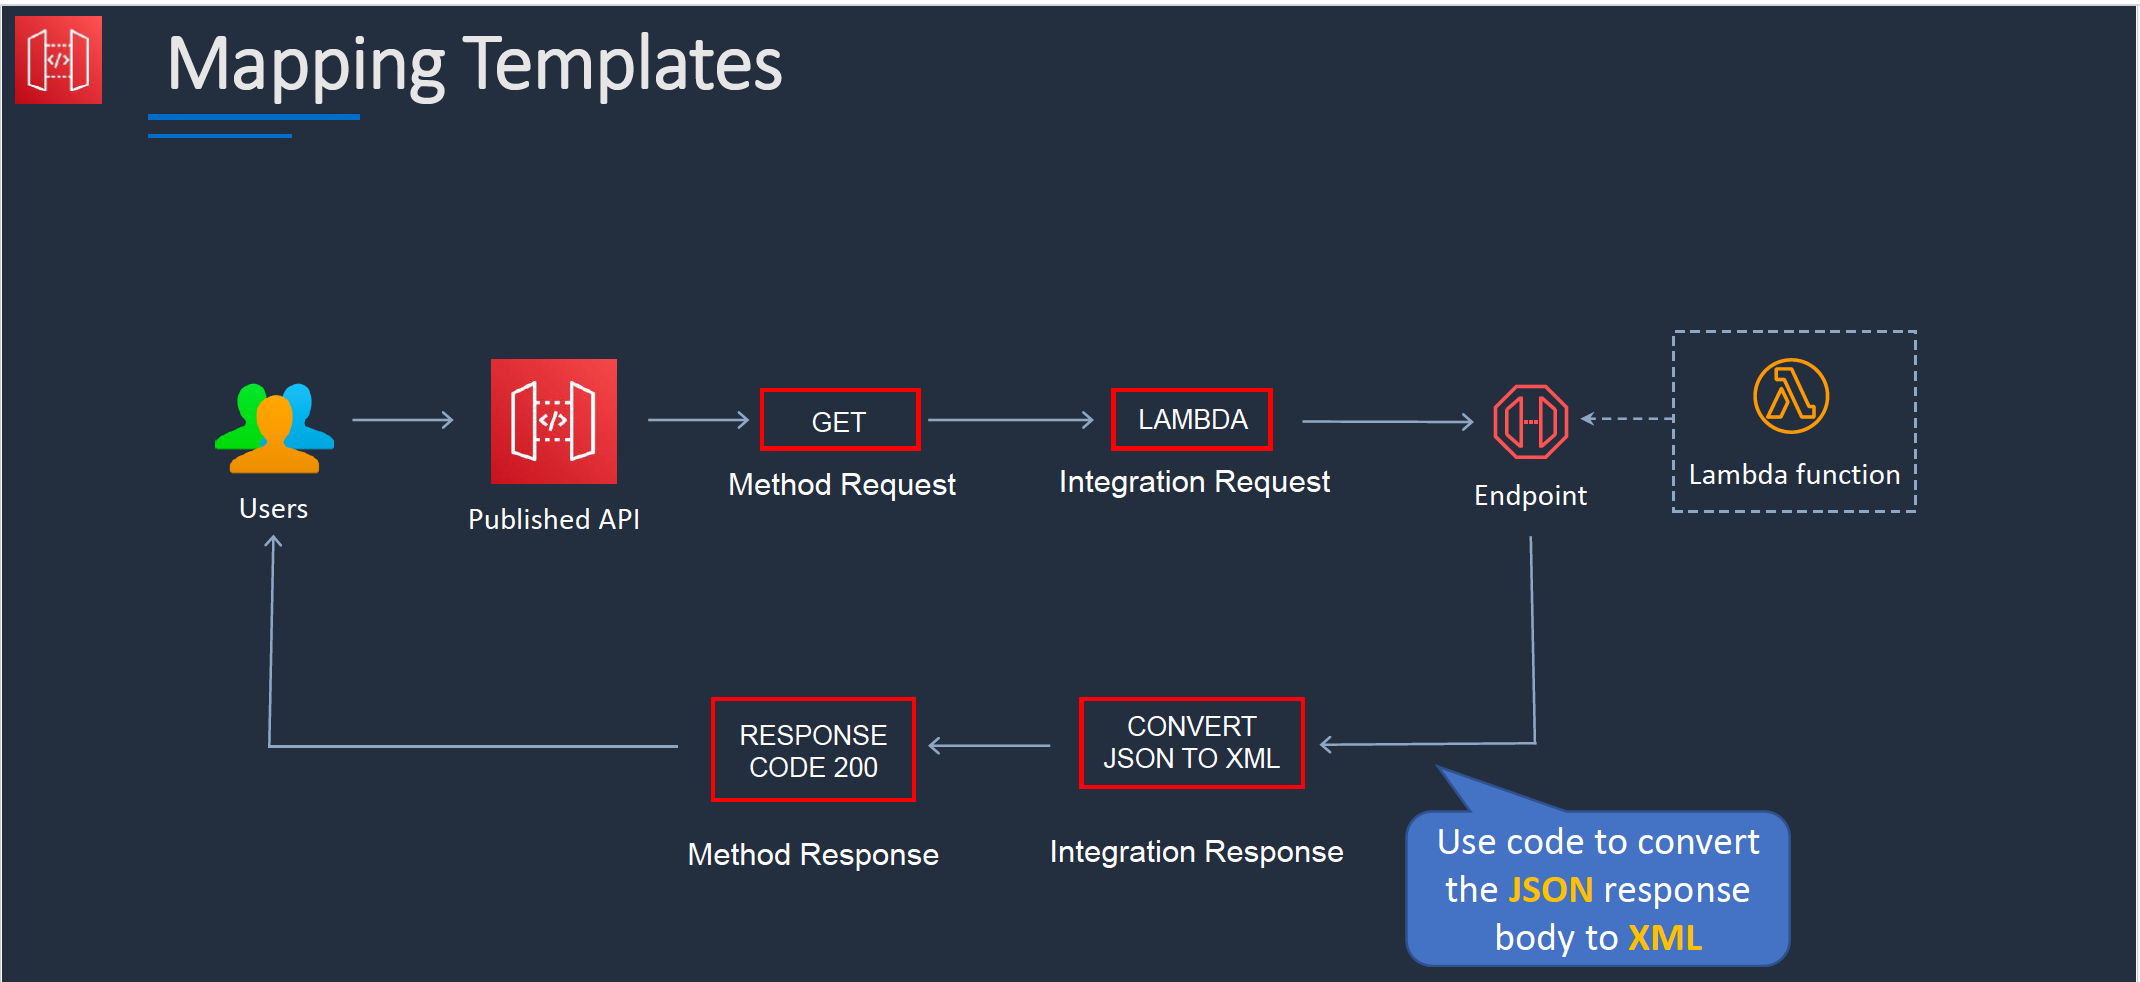 Mapping Templates
GET
LAMBDA
Method Request
Integration Request
Users
Published API
Endpoint
Lambda function
RESPONSE
CODE 200
CONVERT
JSON TO XML
Method Response
Integration Response
Use code to convert
the JSON response
body to XML